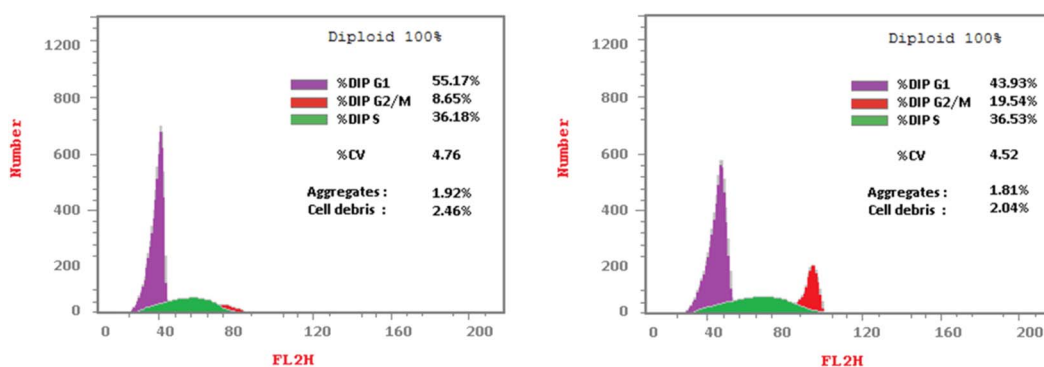 Diploid 100%
%DIP G1 55.17%
%DIP G2/M 8.65%
%DIP S 36.18%
%CV 4.76
Aggregates : 1.92%
Cell debris : 2.46%
1200
800
600
400
200
0
Number
0 40 80 120 160 200
FL2H
Diploid 100%
%DIP G1 43.93%
%DIP G2/M 19.54%
%DIP S 36.53%
%CV 4.52
Aggregates : 1.81%
Cell debris : 2.04%
1200
800
600
400
200
0
Number
0 40 80 120 160 200
FL2H